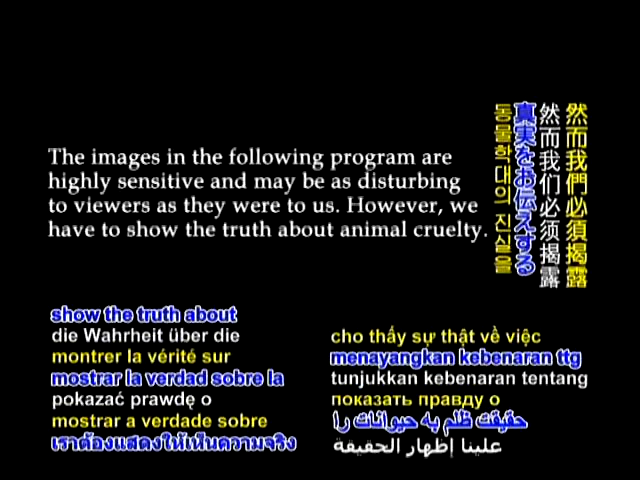 The images in the following program are
highly sensitive and may be as disturbing
to viewers as they were to us. However, we
have to show the truth about animal cruelty.
然而我們必須揭露
然而我们必须揭露
真実をお伝えする
동물학대의 진실을
show the truth about
die Wahrheit über die
montrer la vérité sur
mostrar la verdad sobre la
pokazać prawdę o
mostrar a verdade sobre
เราต้องแสดงให้เห็นความจริง
cho thấy sự thật về việc
menayangkan kebenaran ttg
tunjukkan kebenaran tentang
показать правду о
حقیقت ظلم به حیوانات را
علينا إظهار الحقيقة